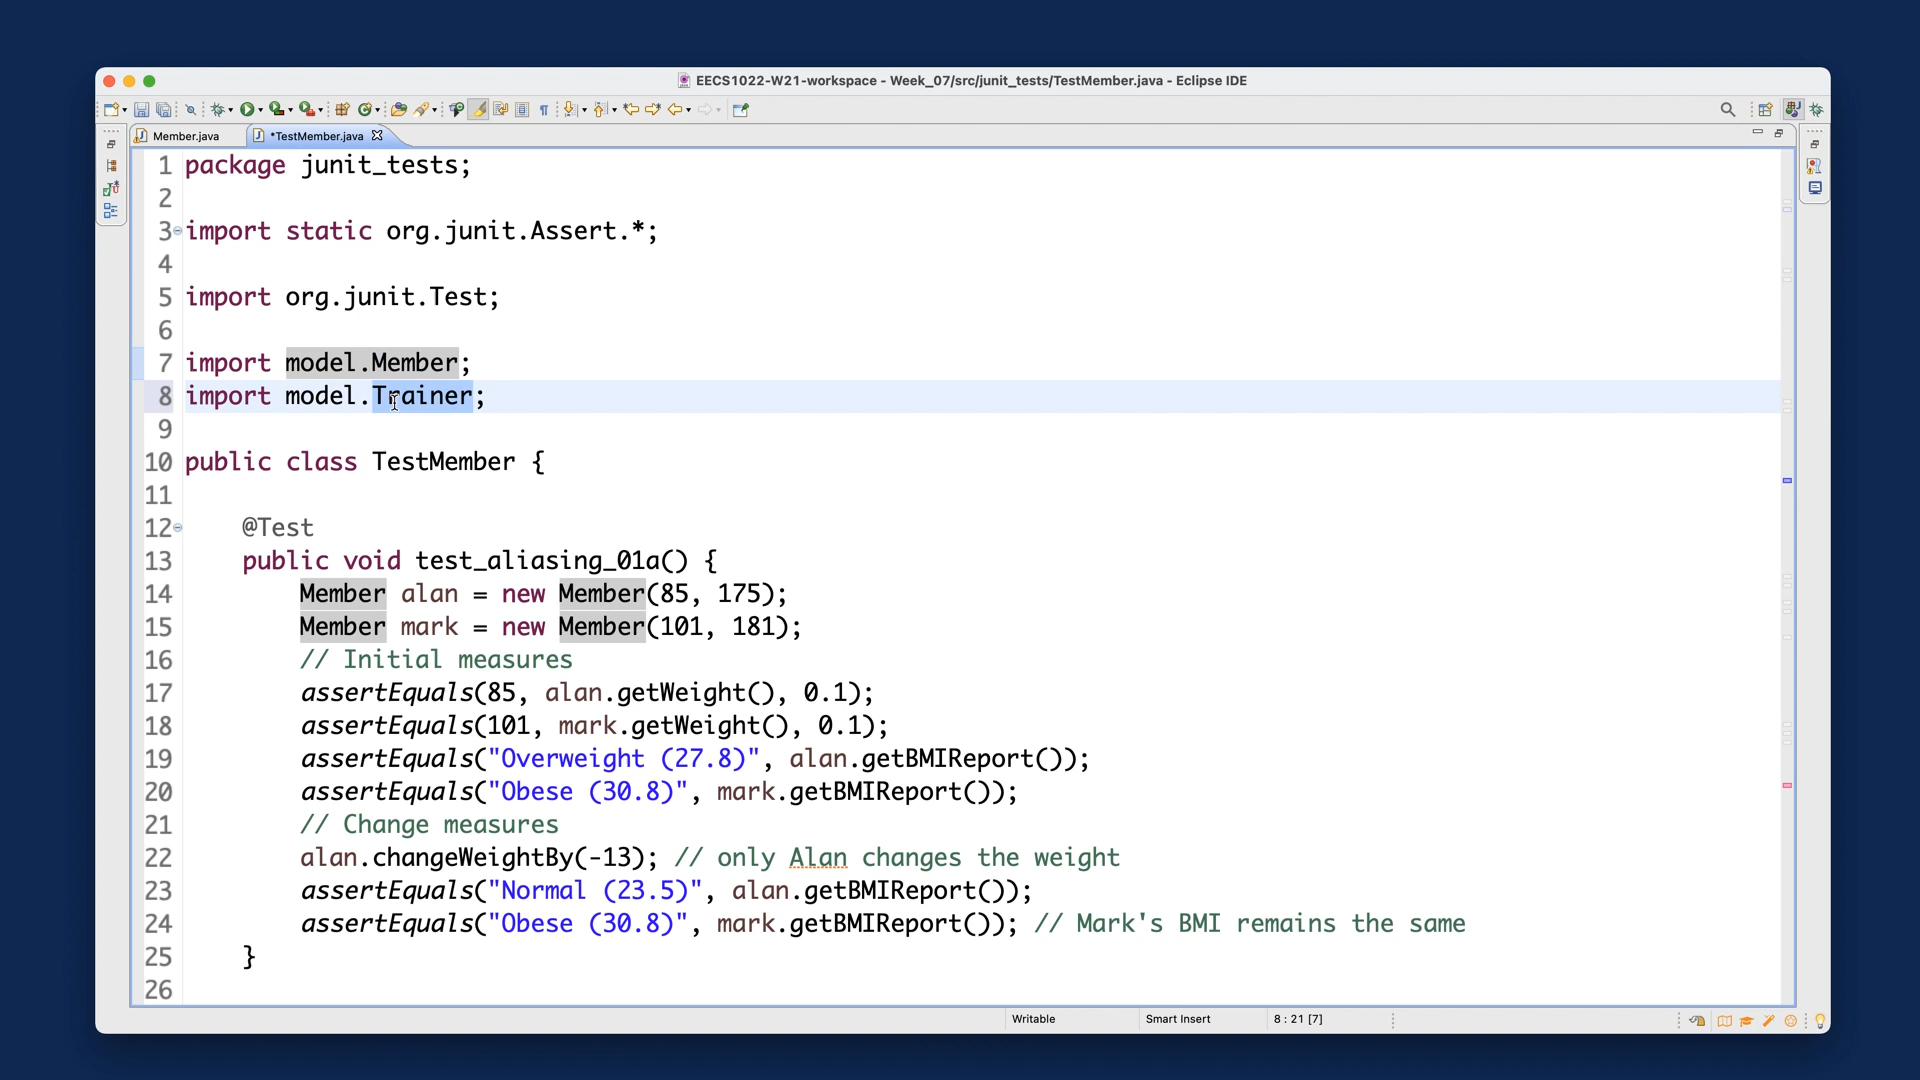 EECS1022-W21-workspace - Week_07/src/junit_tests/TestMember.java - Eclipse IDE
Member.java
*TestMember.java
1 package junit_tests;
2
3 import static org.junit.Assert.*;
4
5 import org.junit.Test;
6
7 import model.Member;
8 import model.Trainer;
9
10 public class TestMember {
11
12 @Test
13 public void test_aliasing_01a() {
14 Member alan = new Member(85, 175);
15 Member mark = new Member(101, 181);
16 // Initial measures
17 assertEquals(85, alan.getWeight(), 0.1);
18 assertEquals(101, mark.getWeight(), 0.1);
19 assertEquals("Overweight (27.8)", alan.getBMIReport());
20 assertEquals("Obese (30.8)", mark.getBMIReport());
21 // Change measures
22 alan.changeWeightBy(-13); // only Alan changes the weight
23 assertEquals("Normal (23.5)", alan.getBMIReport());
24 assertEquals("Obese (30.8)", mark.getBMIReport()); // Mark's BMI remains the same
25 }
26
Writable Smart Insert 8 : 21 [7]